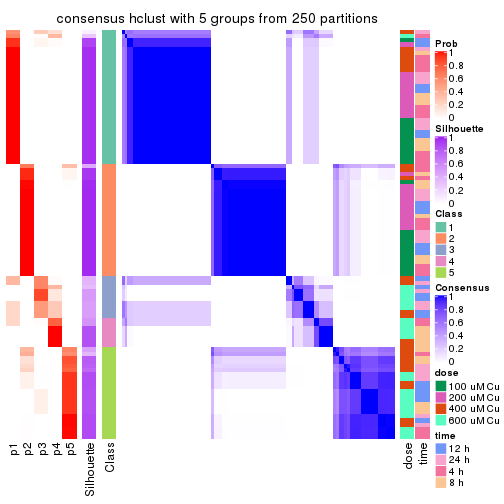 consensus hclust with 5 groups from 250 partitions
Prob
1
0.8
0.6
0.4
0.2
0
Silhouette
1
0.8
0.6
0.4
0.2
0
Class
1
2
3
4
5
Consensus
1
0.8
0.6
0.4
0.2
0
dose
100 uM Cu
200 uM Cu
400 uM Cu
600 uM Cu
time
12 h
24 h
4 h
8 h
p1
p2
p3
p4
p5
Silhouette
Class
dose
time